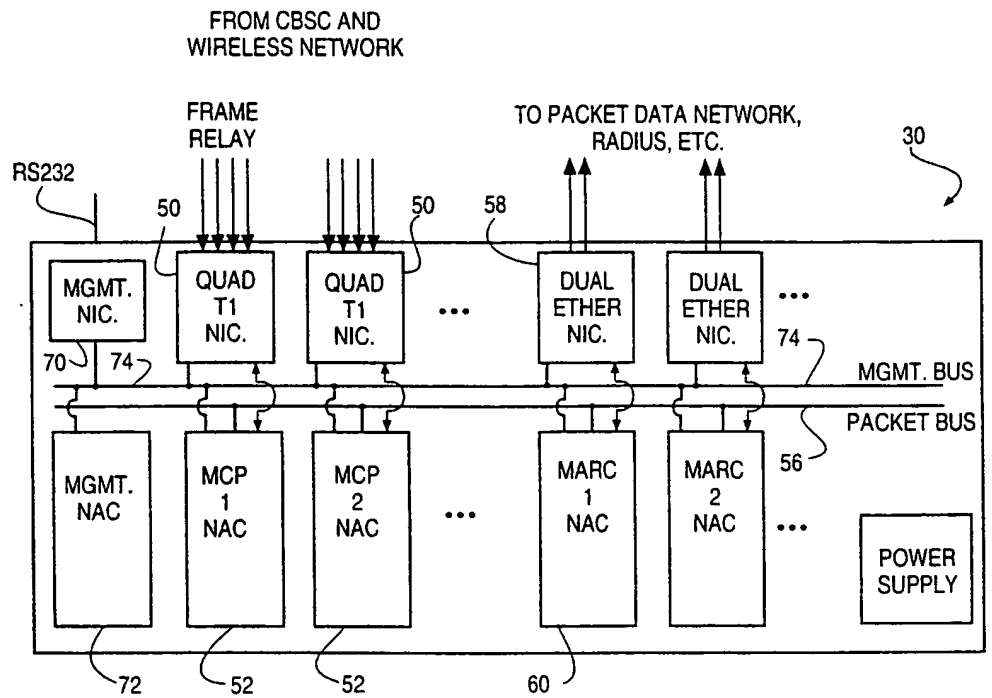 FROM CBSC AND
WIRELESS NETWORK
FRAME
RELAY
TO PACKET DATA NETWORK,
RADIUS, ETC.
30
RS232
50
50
58
MGMT.
NIC.
QUAD
T1
NIC.
QUAD
T1
NIC.
...
DUAL
ETHER
NIC.
DUAL
ETHER
NIC.
...
70
74
74
MGMT. BUS
PACKET BUS
56
MGMT.
NAC
MCP
1
NAC
MCP
2
NAC
...
MARC
1
NAC
MARC
2
NAC
...
POWER
SUPPLY
72
52
52
60